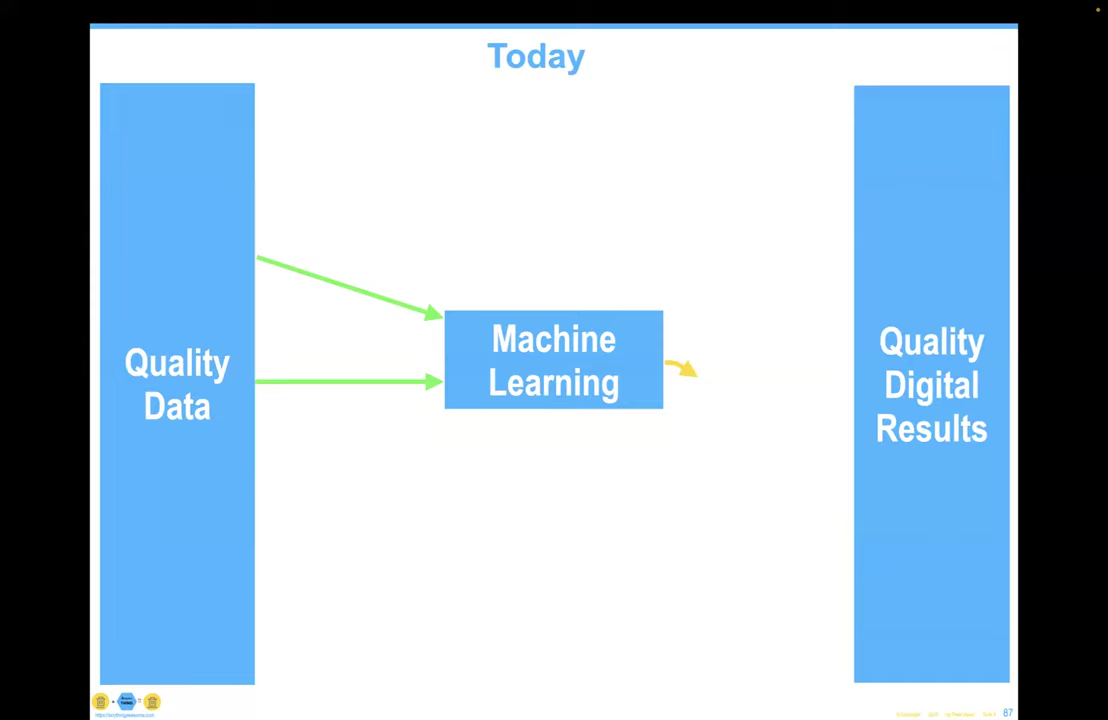 Today
Quality
Data
Machine
Learning
Quality
Digital
Results
87